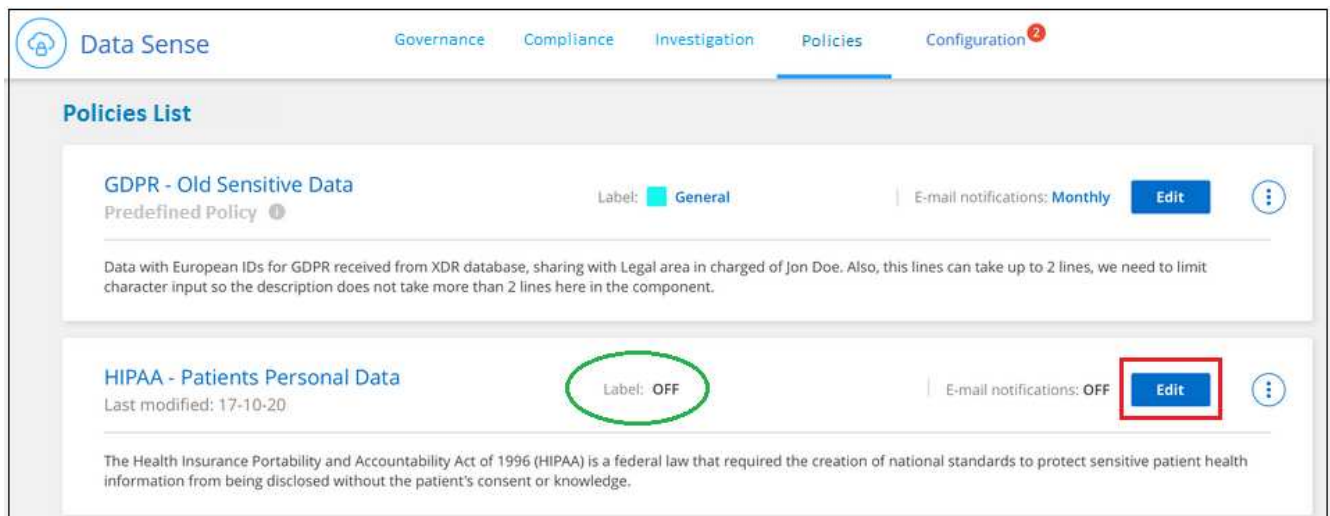 Data Sense
Governance Compliance Investigation Policies Configuration 2
Policies List
GDPR - Old Sensitive Data
Label: General E-mail notifications: Monthly Edit
Predefined Policy i
Data with European IDs for GDPR received from XDR database, sharing with Legal area in charged of Jon Doe. Also, this lines can take up to 2 lines, we need to limit
character input so the description does not take more than 2 lines here in the component.
HIPAA - Patients Personal Data
Label: OFF E-mail notifications: OFF Edit
Last modified: 17-10-20
The Health Insurance Portability and Accountability Act of 1996 (HIPAA) is a federal law that required the creation of national standards to protect sensitive patient health
information from being disclosed without the patient's consent or knowledge.